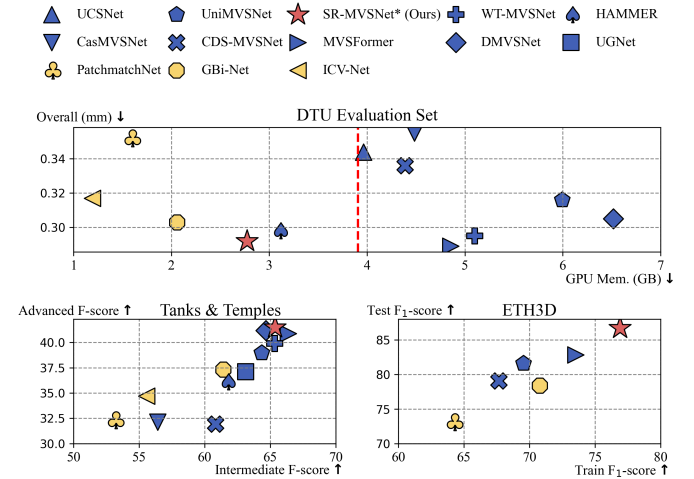 UCSNet UniMVSNet SR-MVSNet* (Ours) WT-MVSNet HAMMER
CasMVSNet CDS-MVSNet MVSFormer DMVSNet UGNet
PatchmatchNet GBi-Net ICV-Net
Overall (mm) ↓ DTU Evaluation Set
0.34
0.32
0.30
1 2 3 4 5 6 7
GPU Mem. (GB) ↓
Advanced F-score ↑ Tanks & Temples
40.0
37.5
35.0
32.5
30.0
50 55 60 65 70
Intermediate F-score ↑
Test F₁-score ↑ ETH3D
85
80
75
70
60 65 70 75 80
Train F₁-score ↑